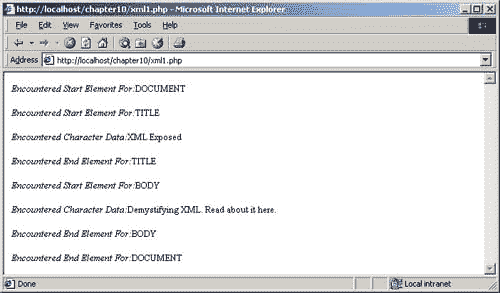 http://localhost/chapter10/xml1.php - Microsoft Internet Explorer
File Edit View Favorites Tools Help
Address http://localhost/chapter10/xml1.php
Encountered Start Element For:DOCUMENT
Encountered Start Element For:TITLE
Encountered Character Data:XML Exposed
Encountered End Element For:TITLE
Encountered Start Element For:BODY
Encountered Character Data:Demystifying XML. Read about it here.
Encountered End Element For:BODY
Encountered End Element For:DOCUMENT
Done Local intranet